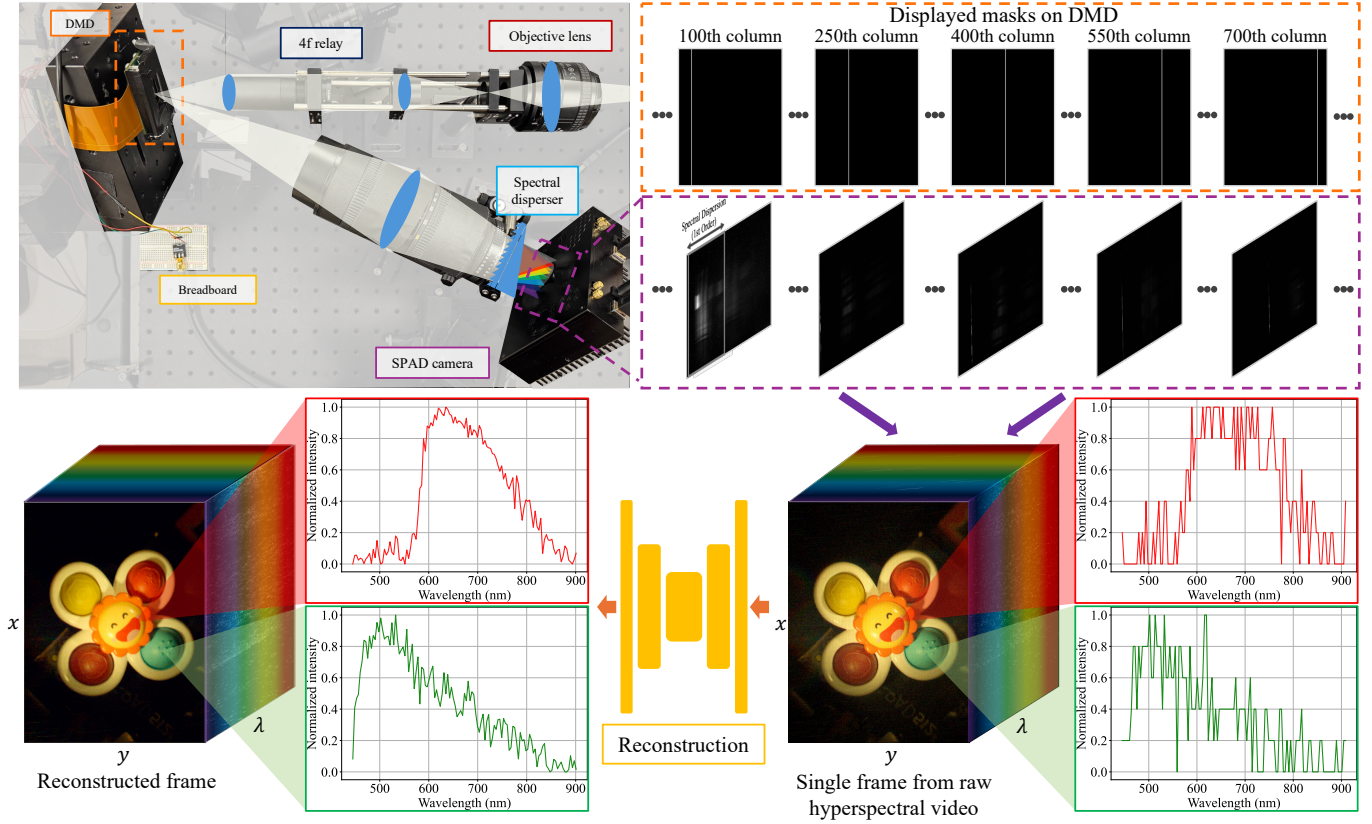 DMD
4f relay
Objective lens
Spectral
disperser
Breadboard
SPAD camera
Displayed masks on DMD
100th column
250th column
400th column
550th column
700th column
Spectral Dispersion
(1st Order)
1.0
0.8
0.6
0.4
0.2
0.0
Normalized intensity
500
600
700
800
900
Wavelength (nm)
1.0
0.8
0.6
0.4
0.2
0.0
Normalized intensity
500
600
700
800
900
Wavelength (nm)
x
y
λ
Reconstructed frame
Reconstruction
1.0
0.8
0.6
0.4
0.2
0.0
Normalized intensity
500
600
700
800
900
Wavelength (nm)
1.0
0.8
0.6
0.4
0.2
0.0
Normalized intensity
500
600
700
800
900
Wavelength (nm)
x
y
λ
Single frame from raw
hyperspectral video